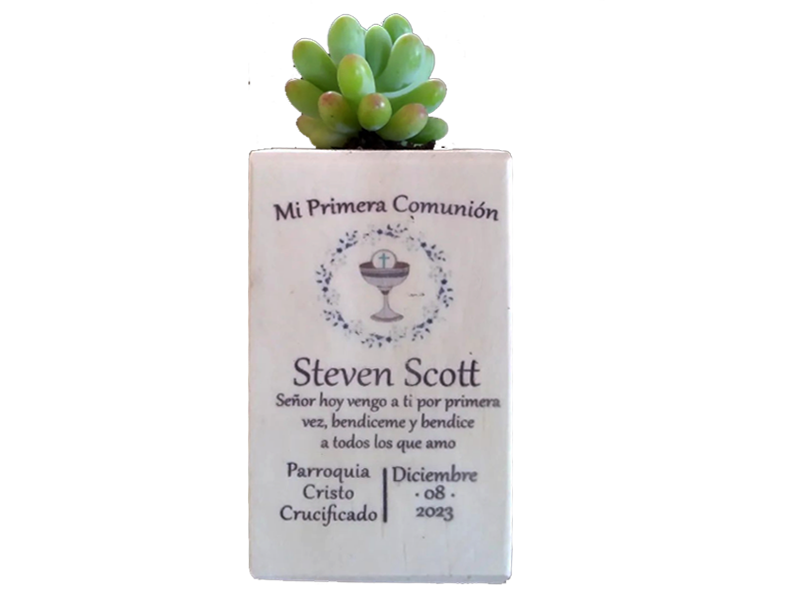 Mi Primera Comunión
Steven Scott
Señor hoy vengo a ti por primera
vez, bendiceme y bendice
a todos los que amo
Parroquia
Cristo
Crucificado
Diciembre
· 08 ·
2023